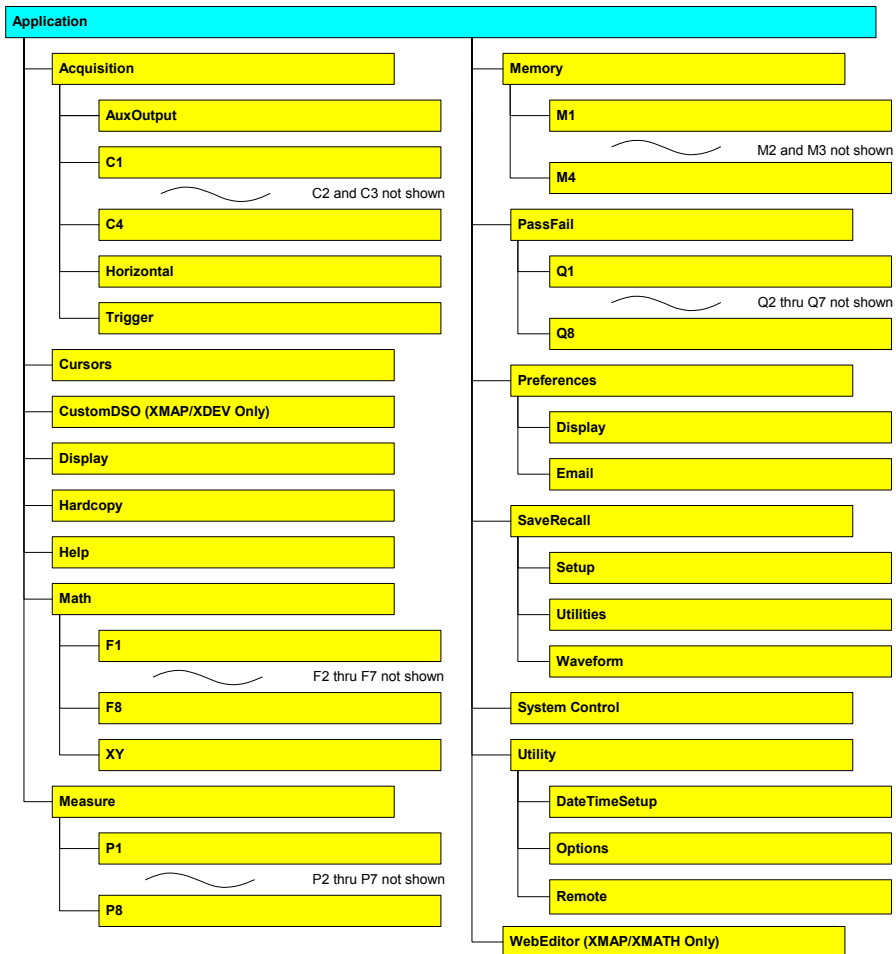 Application
Acquisition
AuxOutput
C1
C2 and C3 not shown
C4
Horizontal
Trigger
Cursors
CustomDSO (XMAP/XDEV Only)
Display
Hardcopy
Help
Math
F1
F2 thru F7 not shown
F8
XY
Measure
P1
P2 thru P7 not shown
P8
Memory
M1
M2 and M3 not shown
M4
PassFail
Q1
Q2 thru Q7 not shown
Q8
Preferences
Display
Email
SaveRecall
Setup
Utilities
Waveform
System Control
Utility
DateTimeSetup
Options
Remote
WebEditor (XMAP/XMATH Only)